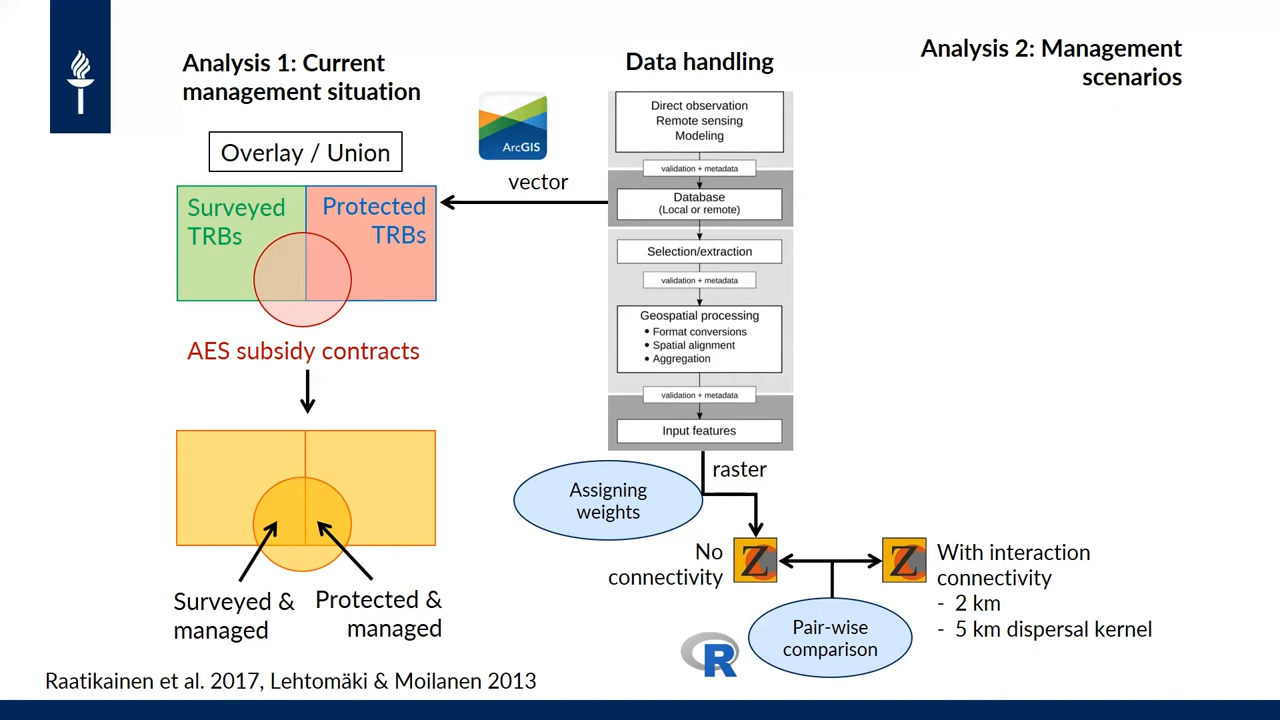 Analysis 1: Current
management situation
Data handling
Analysis 2: Management
scenarios
Overlay / Union
ArcGIS
vector
Surveyed
TRBs
Protected
TRBs
AES subsidy contracts
Surveyed &
managed
Protected &
managed
Direct observation
Remote sensing
Modeling
validation + metadata
Database
(Local or remote)
Selection/extraction
validation + metadata
Geospatial processing
• Format conversions
• Spatial alignment
• Aggregation
validation + metadata
Input features
raster
Assigning
weights
No
connectivity
Z
Z
With interaction
connectivity
- 2 km
- 5 km dispersal kernel
Pair-wise
comparison
R
Raatikainen et al. 2017, Lehtomäki & Moilanen 2013